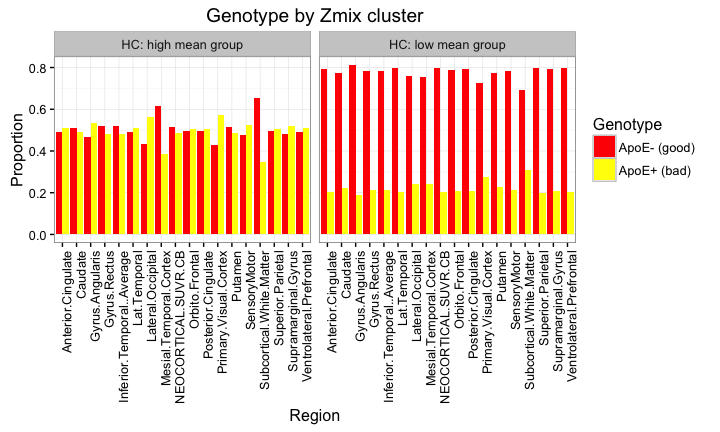 Genotype by Zmix cluster
HC: high mean group
HC: low mean group
Proportion
0.8
0.6
0.4
0.2
0.0
Anterior.Cingulate
Caudate
Gyrus.Angularis
Gyrus.Rectus
Inferior.Temporal..Average
Lat.Temporal
Lateral.Occipital
Mesial.Temporal.Cortex
NEOCORTICAL.SUVR.CB
Orbito.Frontal
Posterior.Cingulate
Primary.Visual.Cortex
Putamen
SensoryMotor
Subcortical.White.Matter
Superior.Parietal
Supramarginal.Gyrus
Ventrolateral.Prefrontal
Anterior.Cingulate
Caudate
Gyrus.Angularis
Gyrus.Rectus
Inferior.Temporal..Average
Lat.Temporal
Lateral.Occipital
Mesial.Temporal.Cortex
NEOCORTICAL.SUVR.CB
Orbito.Frontal
Posterior.Cingulate
Primary.Visual.Cortex
Putamen
SensoryMotor
Subcortical.White.Matter
Superior.Parietal
Supramarginal.Gyrus
Ventrolateral.Prefrontal
Region
Genotype
ApoE- (good)
ApoE+ (bad)